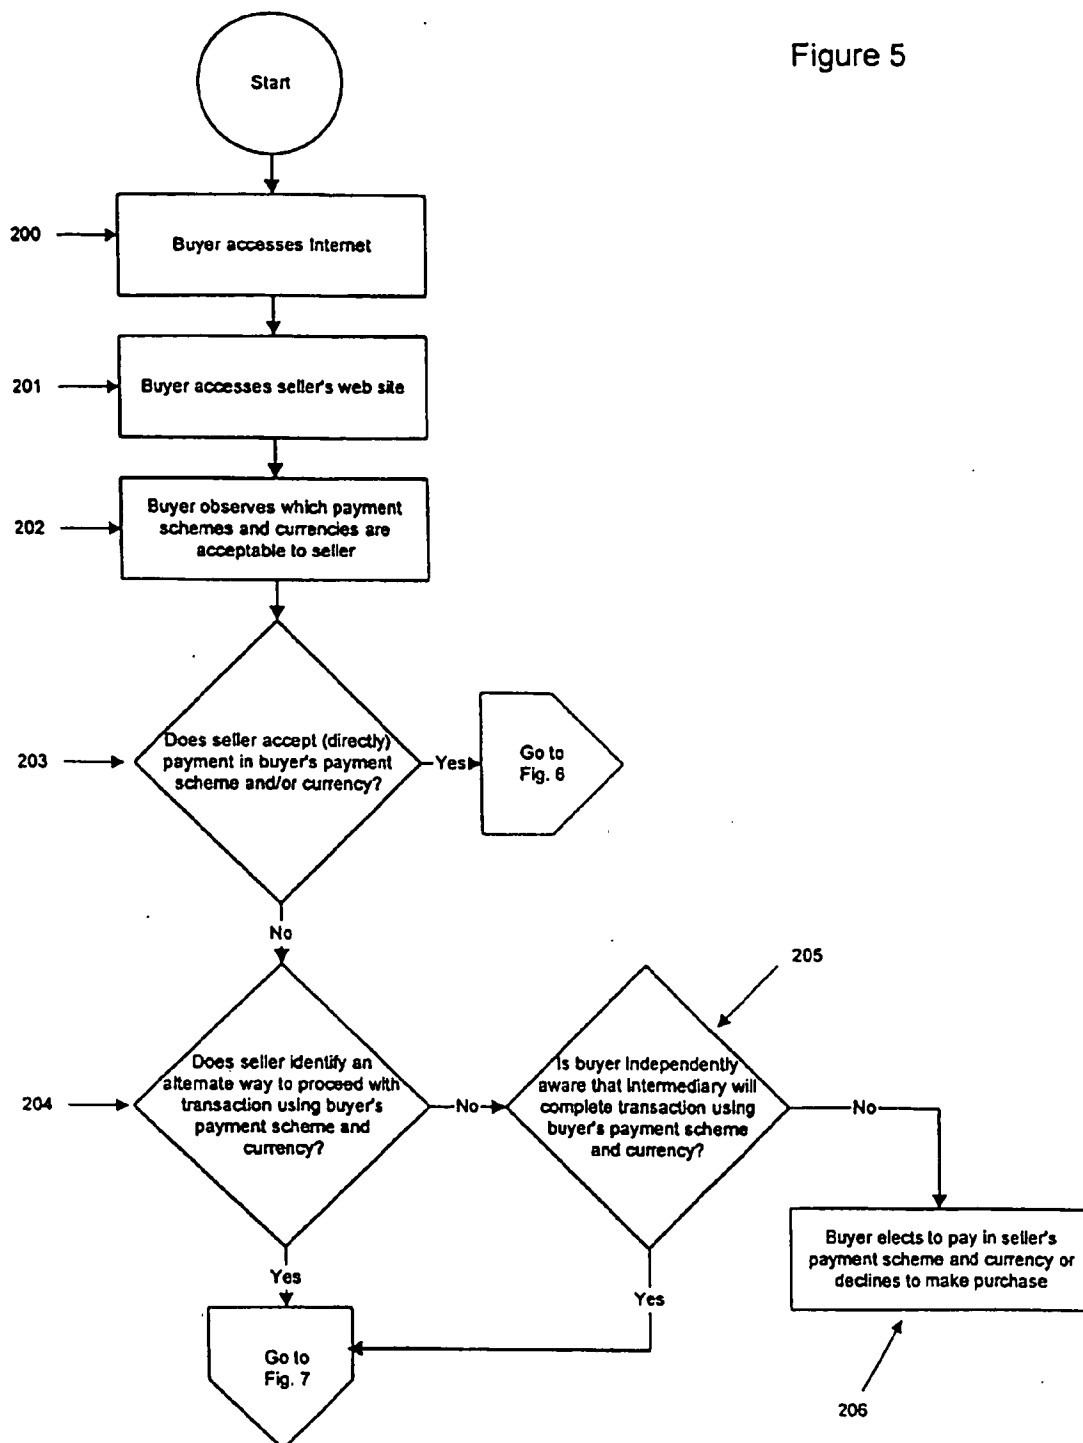 Figure 5
Start
200
Buyer accesses Internet
201
Buyer accesses seller's web site
202
Buyer observes which payment
schemes and currencies are
acceptable to seller
203
Does seller accept (directly)
payment in buyer's payment
scheme and/or currency?
Yes
Go to
Fig. 6
No
205
204
Does seller identify an
alternate way to proceed with
transaction using buyer's
payment scheme and
currency?
No
Is buyer independently
aware that intermediary will
complete transaction using
buyer's payment scheme
and currency?
No
Buyer elects to pay in seller's
payment scheme and currency or
declines to make purchase
Yes
Yes
Go to
Fig. 7
206